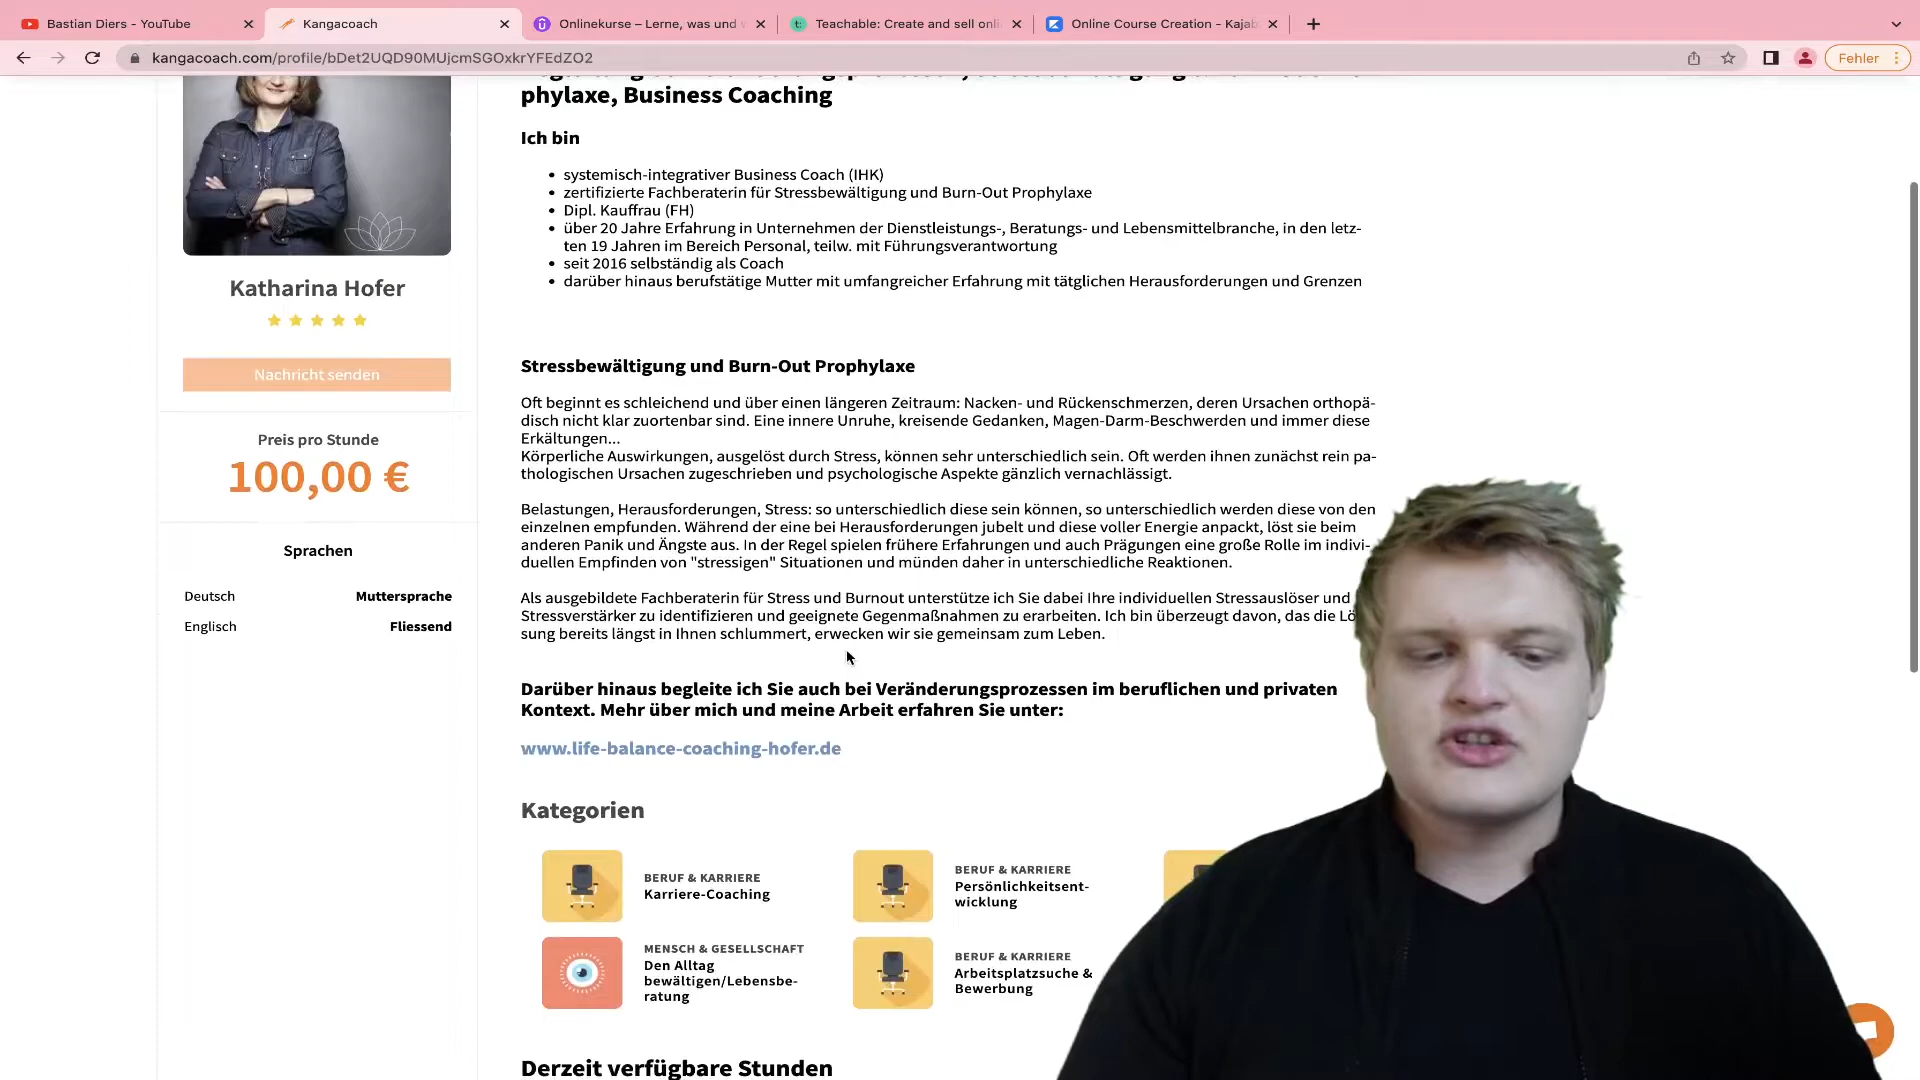 Bastian Diers - YouTube
Kangacoach
Onlinekurse – Lerne, was und w
Teachable: Create and sell onli
Online Course Creation - Kajab
kangacoach.com/profile/bDet2UQD90MUjcmSGOxkrYFEdZO2
Fehler
phylaxe, Business Coaching
Ich bin
systemisch-integrativer Business Coach (IHK)
zertifizierte Fachberaterin für Stressbewältigung und Burn-Out Prophylaxe
Dipl. Kauffrau (FH)
über 20 Jahre Erfahrung in Unternehmen der Dienstleistungs-, Beratungs- und Lebensmittelbranche, in den letz-
ten 19 Jahren im Bereich Personal, teilw. mit Führungsverantwortung
seit 2016 selbständig als Coach
darüber hinaus berufstätige Mutter mit umfangreicher Erfahrung mit tätglichen Herausforderungen und Grenzen
Katharina Hofer
Nachricht senden
Preis pro Stunde
100,00 €
Sprachen
Deutsch Muttersprache
Englisch Fliessend
Stressbewältigung und Burn-Out Prophylaxe
Oft beginnt es schleichend und über einen längeren Zeitraum: Nacken- und Rückenschmerzen, deren Ursachen orthopä-
disch nicht klar zuortenbar sind. Eine innere Unruhe, kreisende Gedanken, Magen-Darm-Beschwerden und immer diese
Erkältungen...
Körperliche Auswirkungen, ausgelöst durch Stress, können sehr unterschiedlich sein. Oft werden ihnen zunächst rein pa-
thologischen Ursachen zugeschrieben und psychologische Aspekte gänzlich vernachlässigt.
Belastungen, Herausforderungen, Stress: so unterschiedlich diese sein können, so unterschiedlich werden diese von den
einzelnen empfunden. Während der eine bei Herausforderungen jubelt und diese voller Energie anpackt, löst sie beim
anderen Panik und Ängste aus. In der Regel spielen frühere Erfahrungen und auch Prägungen eine große Rolle im indivi-
duellen Empfinden von "stressigen" Situationen und münden daher in unterschiedliche Reaktionen.
Als ausgebildete Fachberaterin für Stress und Burnout unterstütze ich Sie dabei Ihre individuellen Stressauslöser und
Stressverstärker zu identifizieren und geeignete Gegenmaßnahmen zu erarbeiten. Ich bin überzeugt davon, das die Lö
sung bereits längst in Ihnen schlummert, erwecken wir sie gemeinsam zum Leben.
Darüber hinaus begleite ich Sie auch bei Veränderungsprozessen im beruflichen und privaten
Kontext. Mehr über mich und meine Arbeit erfahren Sie unter:
www.life-balance-coaching-hofer.de
Kategorien
BERUF & KARRIERE
Karriere-Coaching
BERUF & KARRIERE
Persönlichkeitsent-
wicklung
MENSCH & GESELLSCHAFT
Den Alltag
bewältigen/Lebensbe-
ratung
BERUF & KARRIERE
Arbeitsplatzsuche &
Bewerbung
Derzeit verfügbare Stunden